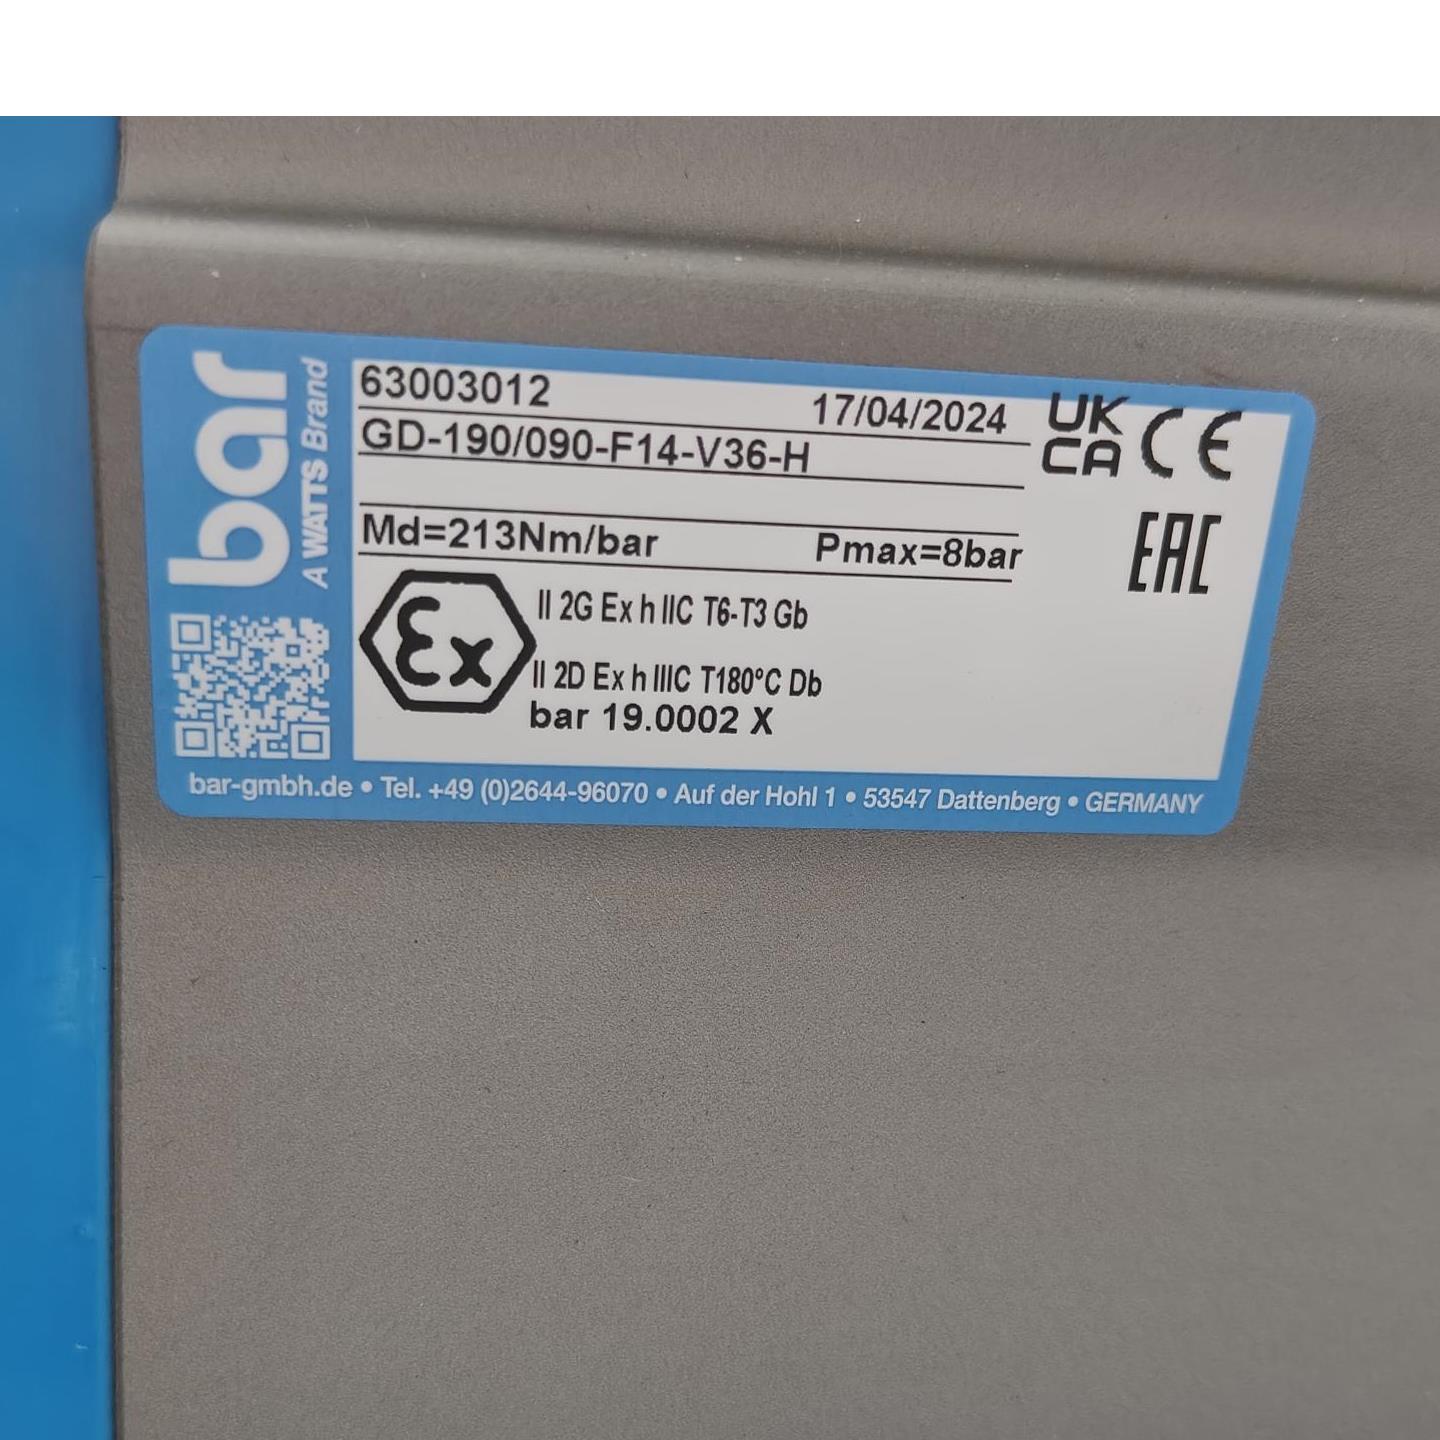 bar
A WATTS Brand
63003012
17/04/2024
GD-190/090-F14-V36-H
UK
CA
CE
Md=213Nm/bar
Pmax=8bar
EAC
Ex
II 2G Ex h IIC T6-T3 Gb
II 2D Ex h IIIC T180°C Db
bar 19.0002 X
bar-gmbh.de • Tel. +49 (0)2644-96070 • Auf der Hohl 1 • 53547 Dattenberg • GERMANY